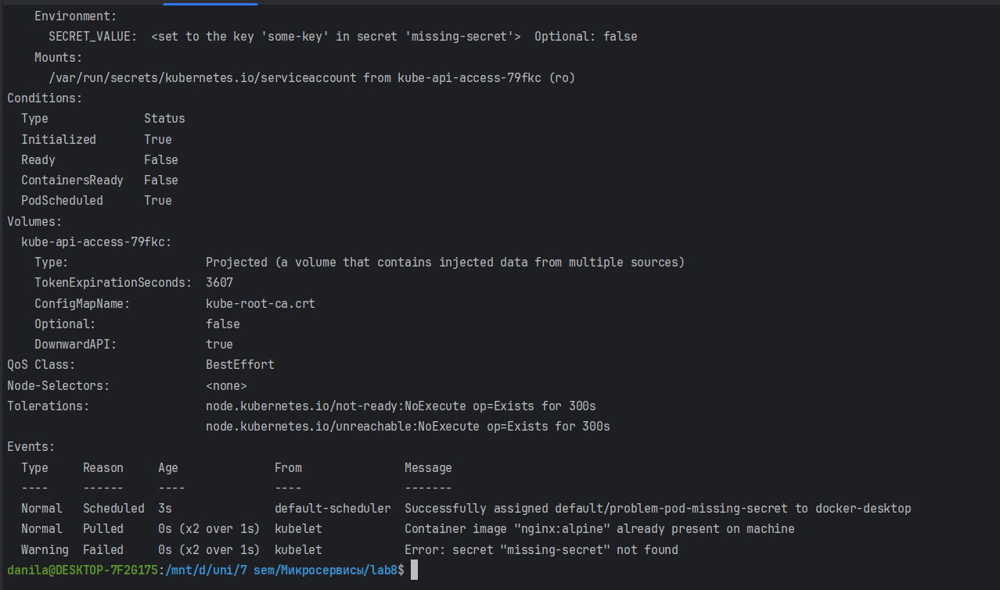 Environment:
SECRET_VALUE:  <set to the key 'some-key' in secret 'missing-secret'>  Optional: false
Mounts:
/var/run/secrets/kubernetes.io/serviceaccount from kube-api-access-79fkc (ro)
Conditions:
Type              Status
Initialized       True
Ready             False
ContainersReady   False
PodScheduled      True
Volumes:
kube-api-access-79fkc:
Type:                    Projected (a volume that contains injected data from multiple sources)
TokenExpirationSeconds:  3607
ConfigMapName:           kube-root-ca.crt
Optional:                false
DownwardAPI:             true
QoS Class:                   BestEffort
Node-Selectors:              <none>
Tolerations:                 node.kubernetes.io/not-ready:NoExecute op=Exists for 300s
node.kubernetes.io/unreachable:NoExecute op=Exists for 300s
Events:
Type     Reason     Age              From               Message
----     ------     ----             ----               -------
Normal   Scheduled  3s               default-scheduler  Successfully assigned default/problem-pod-missing-secret to docker-desktop
Normal   Pulled     0s (x2 over 1s)  kubelet            Container image "nginx:alpine" already present on machine
Warning  Failed     0s (x2 over 1s)  kubelet            Error: secret "missing-secret" not found
danila@DESKTOP-7F2G175:/mnt/d/uni/7 sem/Микросервисы/lab8$